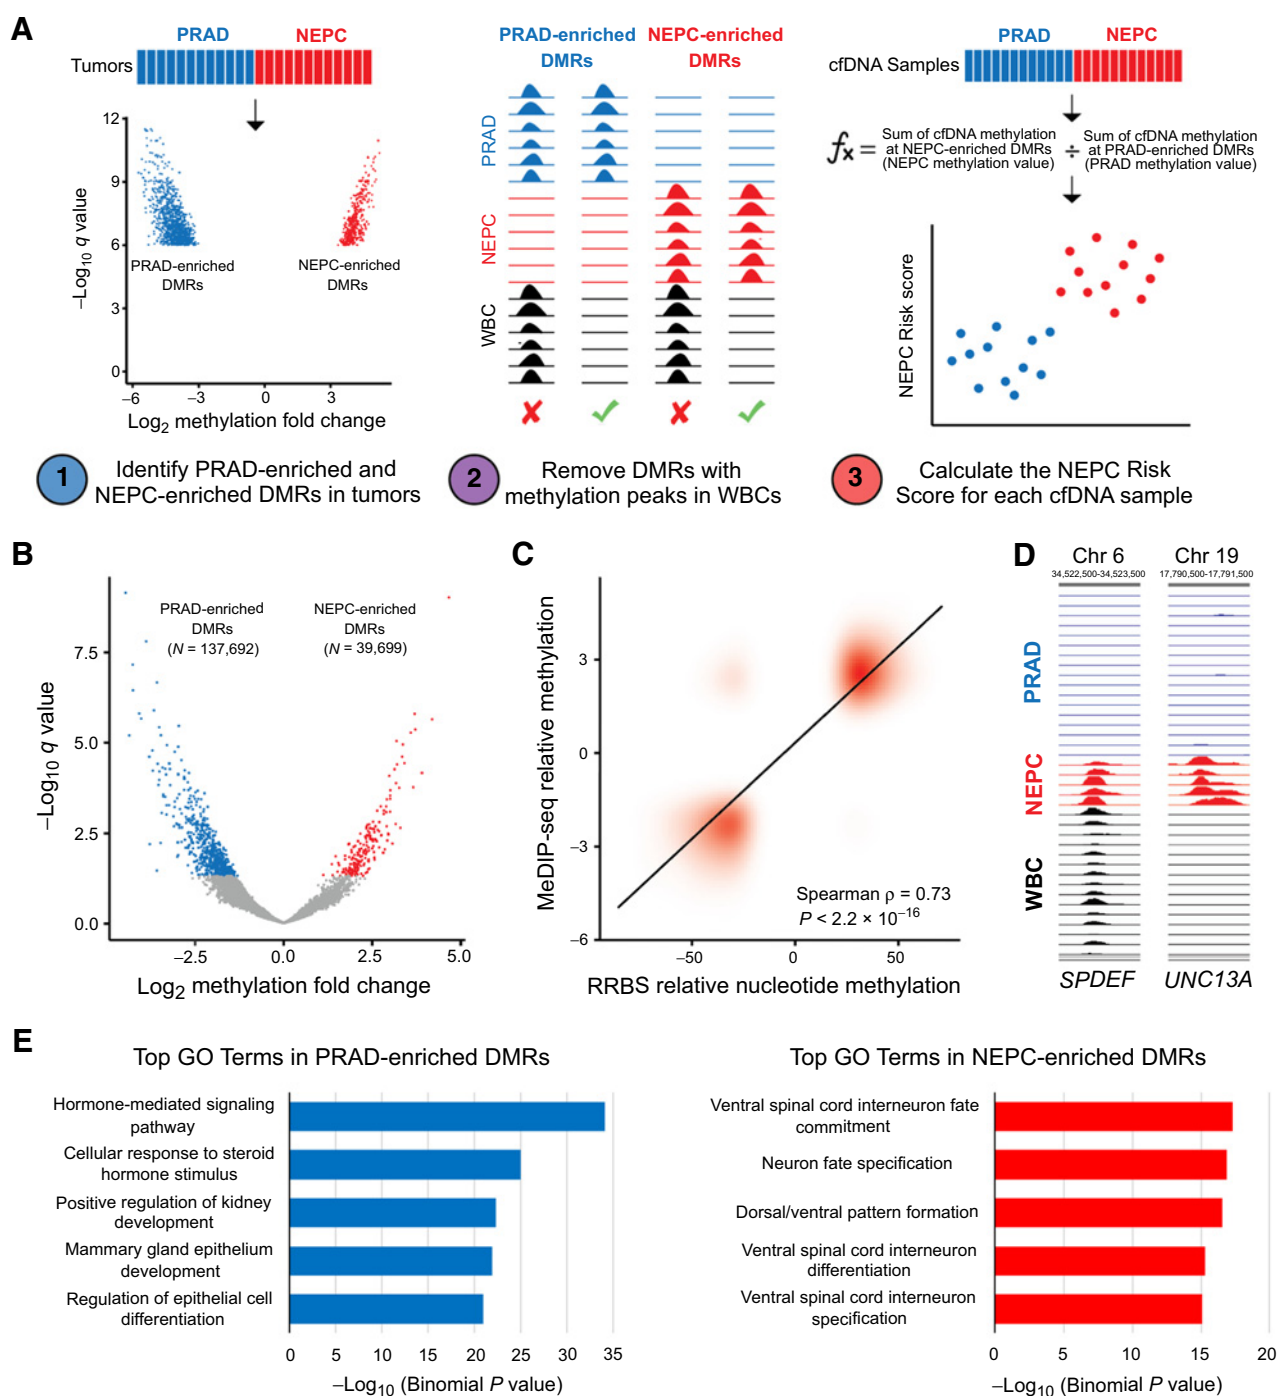 A
PRAD NEPC
Tumors
12
9
6
3
0
–Log10 q value
PRAD-enriched
DMRs
NEPC-enriched
DMRs
–6 –3 0 3
Log2 methylation fold change
1
Identify PRAD-enriched and
NEPC-enriched DMRs in tumors
PRAD-enriched
DMRs
NEPC-enriched
DMRs
PRAD
NEPC
WBC
2
Remove DMRs with
methylation peaks in WBCs
PRAD NEPC
cfDNA Samples
fx =
Sum of cfDNA methylation
at NEPC-enriched DMRs
(NEPC methylation value)
÷
Sum of cfDNA methylation
at PRAD-enriched DMRs
(PRAD methylation value)
NEPC Risk score
3
Calculate the NEPC Risk
Score for each cfDNA sample
B
PRAD-enriched
DMRs
(N = 137,692)
NEPC-enriched
DMRs
(N = 39,699)
7.5
5.0
2.5
0.0
–Log10 q value
–2.5 0.0 2.5 5.0
Log2 methylation fold change
C
3
0
–3
–6
MeDIP-seq relative methylation
Spearman ρ = 0.73
P < 2.2 × 10−16
–50 0 50
RRBS relative nucleotide methylation
D
Chr 6 Chr 19
34,522,500-34,523,500 17,790,500-17,791,500
PRAD
NEPC
WBC
SPDEF UNC13A
E
Top GO Terms in PRAD-enriched DMRs
Hormone-mediated signaling
pathway
Cellular response to steroid
hormone stimulus
Positive regulation of kidney
development
Mammary gland epithelium
development
Regulation of epithelial cell
differentiation
0 5 10 15 20 25 30 35
–Log10 (Binomial P value)
Top GO Terms in NEPC-enriched DMRs
Ventral spinal cord interneuron fate
commitment
Neuron fate specification
Dorsal/ventral pattern formation
Ventral spinal cord interneuron
differentiation
Ventral spinal cord interneuron
specification
0 5 10 15 20
–Log10 (Binomial P value)